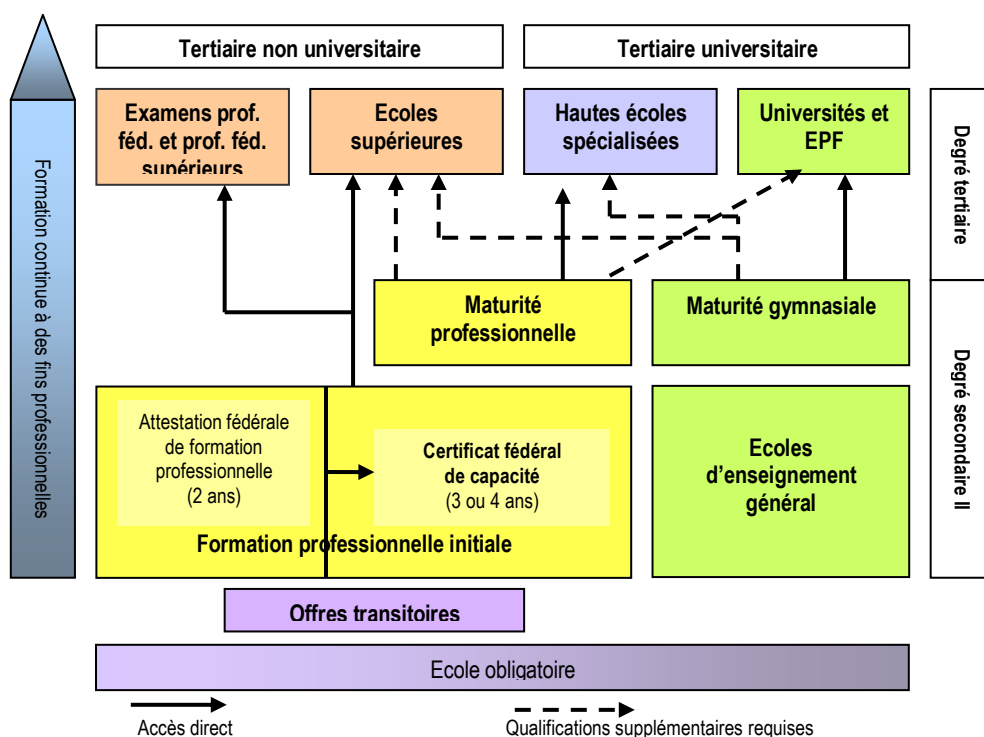 Tertiaire non universitaire
Tertiaire universitaire
Examens prof.
féd. et prof. féd.
supérieurs
Ecoles
supérieures
Hautes écoles
spécialisées
Universités et
EPF
Degré tertiaire
Formation continue à des fins professionnelles
Maturité
professionnelle
Maturité gymnasiale
Degré secondaire II
Attestation fédérale
de formation
professionnelle
(2 ans)
Certificat fédéral
de capacité
(3 ou 4 ans)
Formation professionnelle initiale
Ecoles
d’enseignement
général
Offres transitoires
Ecole obligatoire
Accès direct
Qualifications supplémentaires requises